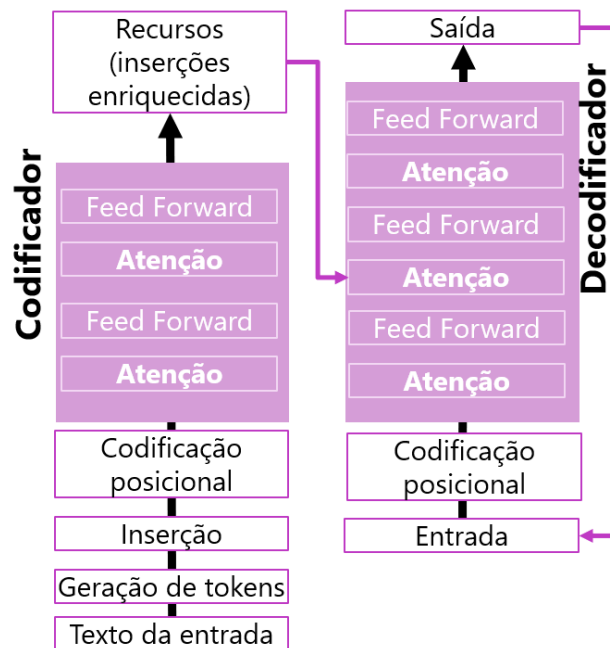 Codificador
Recursos
(inserções
enriquecidas)
Feed Forward
Atenção
Feed Forward
Atenção
Codificação
posicional
Inserção
Geração de tokens
Texto da entrada
Saída
Decodificador
Feed Forward
Atenção
Feed Forward
Atenção
Feed Forward
Atenção
Codificação
posicional
Entrada